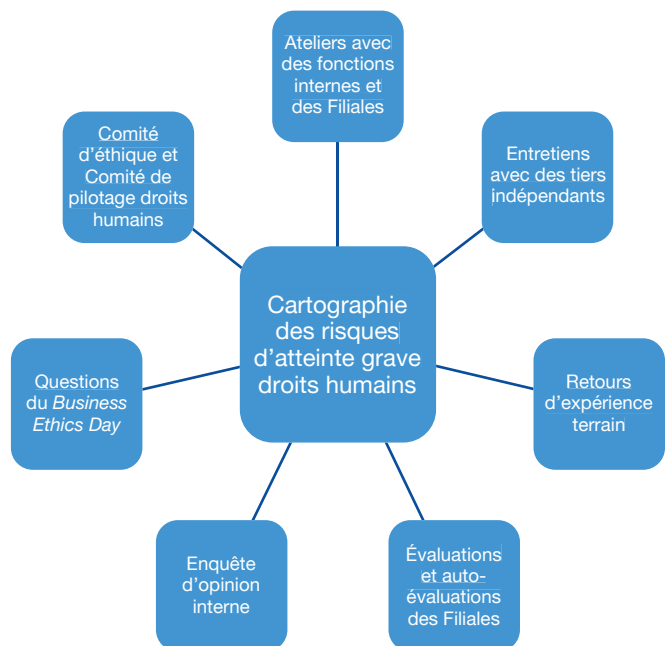 Ateliers avec
des fonctions
internes et
des Filiales
Comité
d'éthique et
Comité de
pilotage droits
humains
Entretiens
avec des tiers
indépendants
Cartographie
des risques
d'atteinte grave
droits humains
Questions
du Business
Ethics Day
Retours
d'expérience
terrain
Enquête
d'opinion
interne
Évaluations
et auto-
évaluations
des Filiales